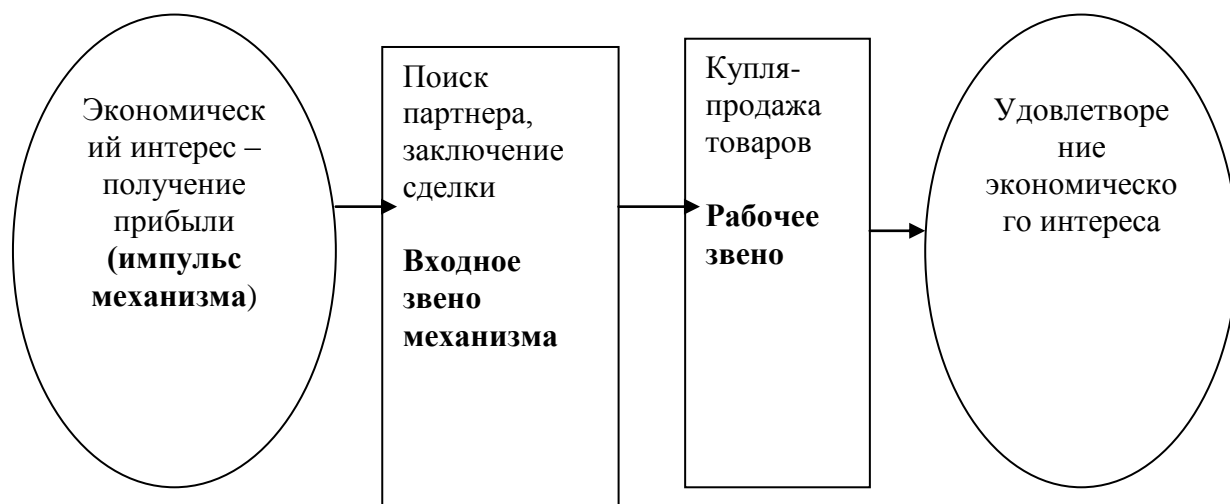 Экономическ
ий интерес –
получение
прибыли
(импульс
механизма)
Поиск
партнера,
заключение
сделки
Входное
звено
механизма
Купля-
продажа
товаров
Рабочее
звено
Удовлетворе
ние
экономическо
го интереса